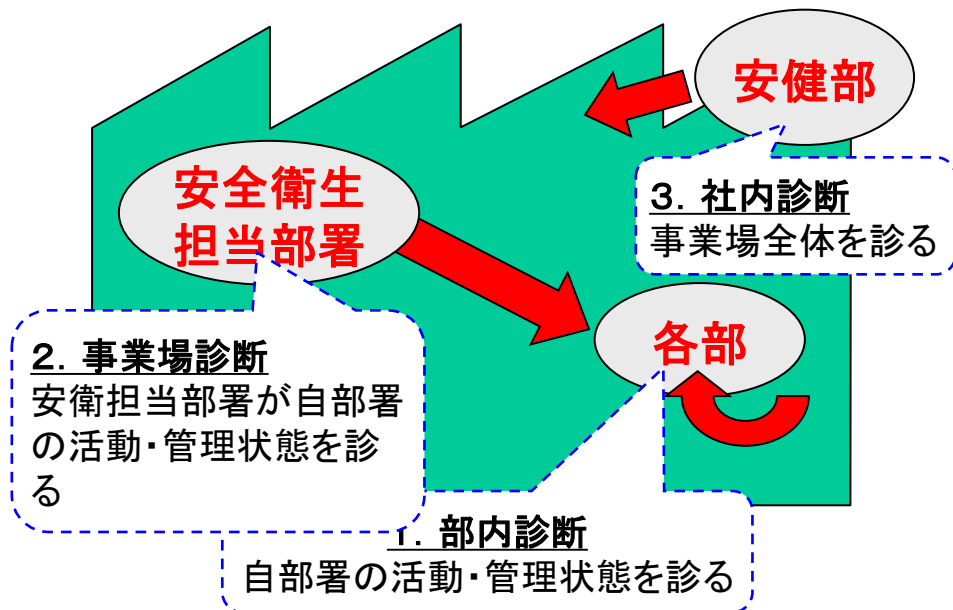 安健部
3．社内診断
事業場全体を診る
安全衛生
担当部署
各部
2．事業場診断
安衛担当部署が自部署
の活動・管理状態を診
る
1．部内診断
自部署の活動・管理状態を診る